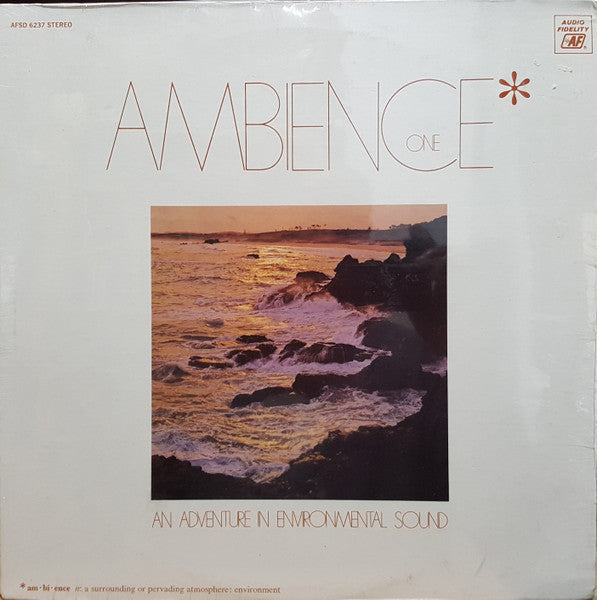 AFSD 6237 STEREO
AUDIO
FIDELITY
AF
®
AMBIENCE*
ONE
AN ADVENTURE IN ENVIRONMENTAL SOUND
*am·bi·ence n: a surrounding or pervading atmosphere: environment